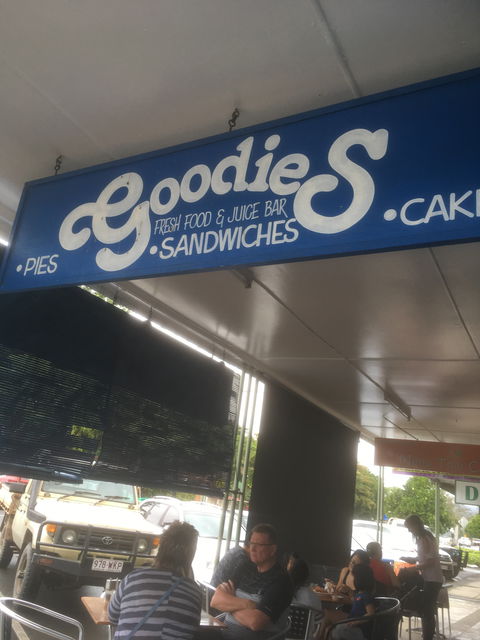 GoodieS
FRESH FOOD & JUICE BAR
•PIES
•SANDWICHES
•CAK
978 WKP
D